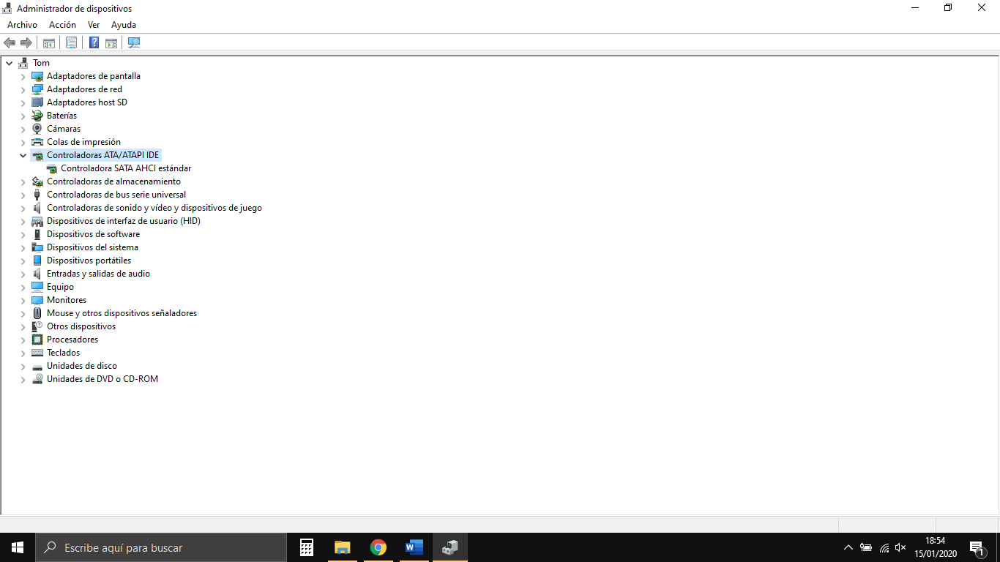 Administrador de dispositivos
Archivo Acción Ver Ayuda
Tom
Adaptadores de pantalla
Adaptadores de red
Adaptadores host SD
Baterías
Cámaras
Colas de impresión
Controladoras ATA/ATAPI IDE
Controladora SATA AHCI estándar
Controladoras de almacenamiento
Controladoras de bus serie universal
Controladoras de sonido y vídeo y dispositivos de juego
Dispositivos de interfaz de usuario (HID)
Dispositivos de software
Dispositivos del sistema
Dispositivos portátiles
Entradas y salidas de audio
Equipo
Monitores
Mouse y otros dispositivos señaladores
Otros dispositivos
Procesadores
Teclados
Unidades de disco
Unidades de DVD o CD-ROM
Escribe aquí para buscar
18:54
15/01/2020
1